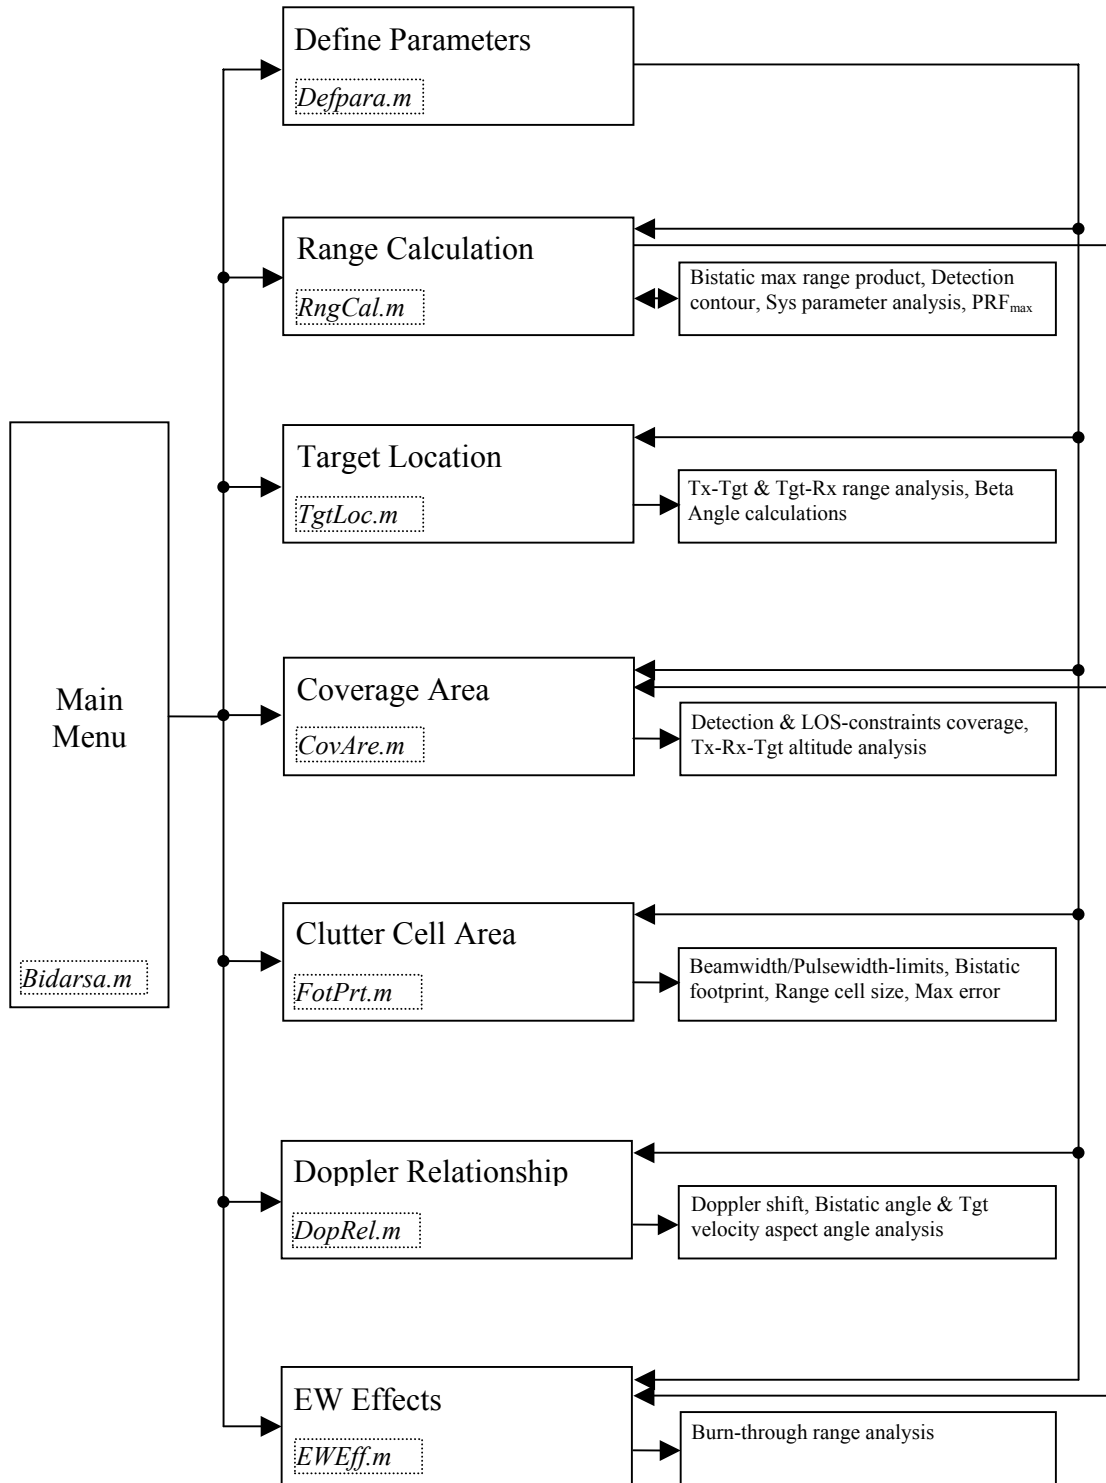 Define Parameters
Defpara.m
Range Calculation
RngCal.m
Bistatic max range product, Detection
contour, Sys parameter analysis, PRFmax
Target Location
TgtLoc.m
Tx-Tgt & Tgt-Rx range analysis, Beta
Angle calculations
Main
Menu
Bidarsa.m
Coverage Area
CovAre.m
Detection & LOS-constraints coverage,
Tx-Rx-Tgt altitude analysis
Clutter Cell Area
FotPrt.m
Beamwidth/Pulsewidth-limits, Bistatic
footprint, Range cell size, Max error
Doppler Relationship
DopRel.m
Doppler shift, Bistatic angle & Tgt
velocity aspect angle analysis
EW Effects
EWEff.m
Burn-through range analysis